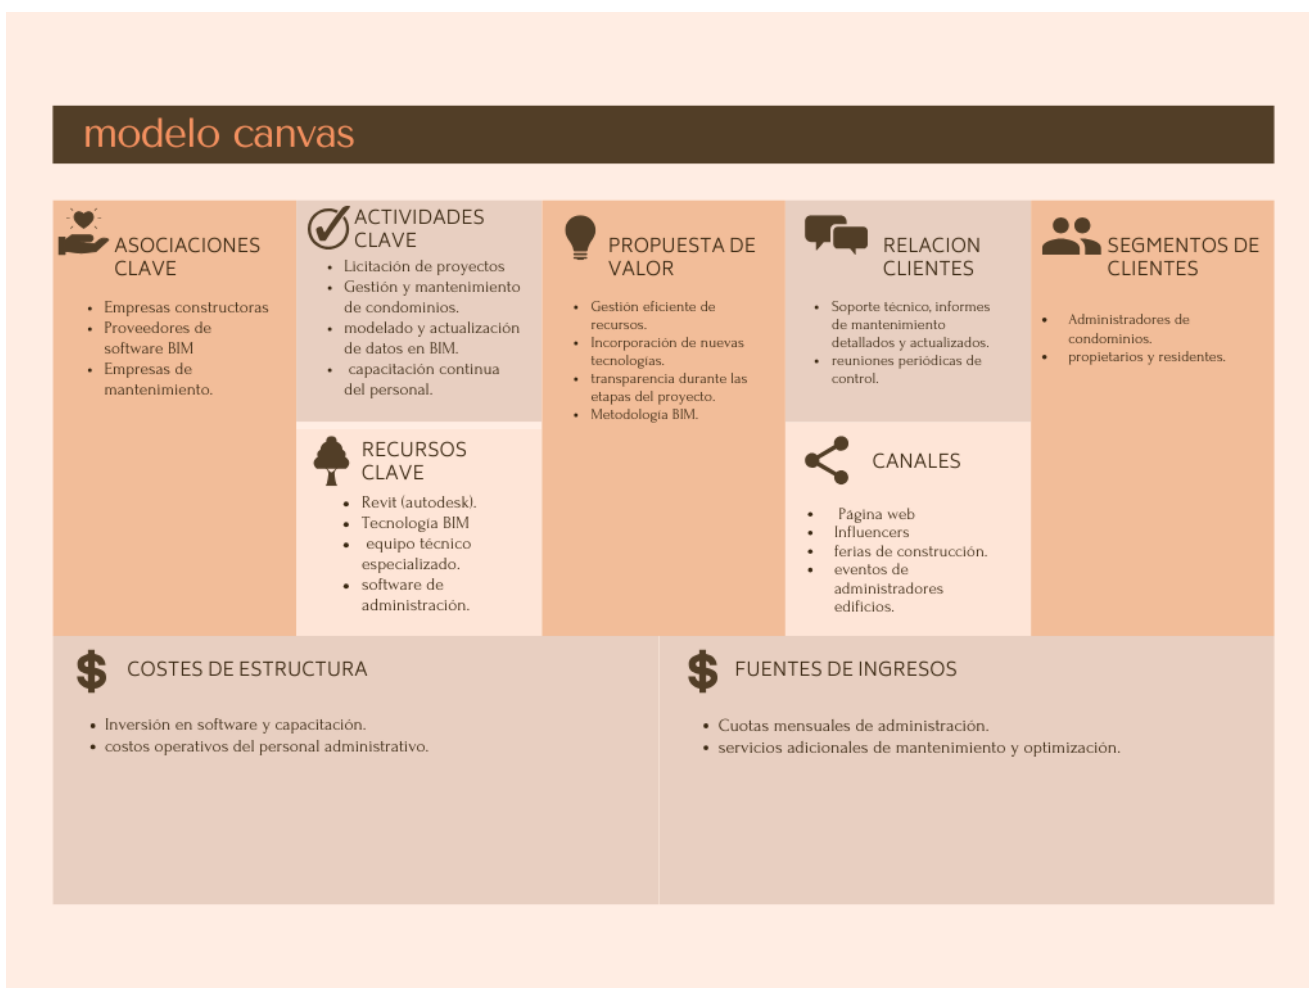 modelo canvas
ASOCIACIONES
CLAVE
• Empresas constructoras
• Proveedores de
software BIM
• Empresas de
mantenimiento.
ACTIVIDADES
CLAVE
• Licitación de proyectos
• Gestión y mantenimiento
de condominios.
• modelado y actualización
de datos en BIM.
• capacitación continua
del personal.
RECURSOS
CLAVE
• Revit (autodesk).
• Tecnología BIM
• equipo técnico
especializado.
• software de
administración.
PROPUESTA DE
VALOR
• Gestión eficiente de
recursos.
• Incorporación de nuevas
tecnologías.
• transparencia durante las
etapas del proyecto.
• Metodología BIM.
RELACION
CLIENTES
• Soporte técnico, informes
de mantenimiento
detallados y actualizados.
• reuniones periódicas de
control.
CANALES
• Página web
• Influencers
• ferias de construcción.
• eventos de
administradores
edificios.
SEGMENTOS DE
CLIENTES
• Administradores de
condominios.
• propietarios y residentes.
$ COSTES DE ESTRUCTURA
• Inversión en software y capacitación.
• costos operativos del personal administrativo.
$ FUENTES DE INGRESOS
• Cuotas mensuales de administración.
• servicios adicionales de mantenimiento y optimización.